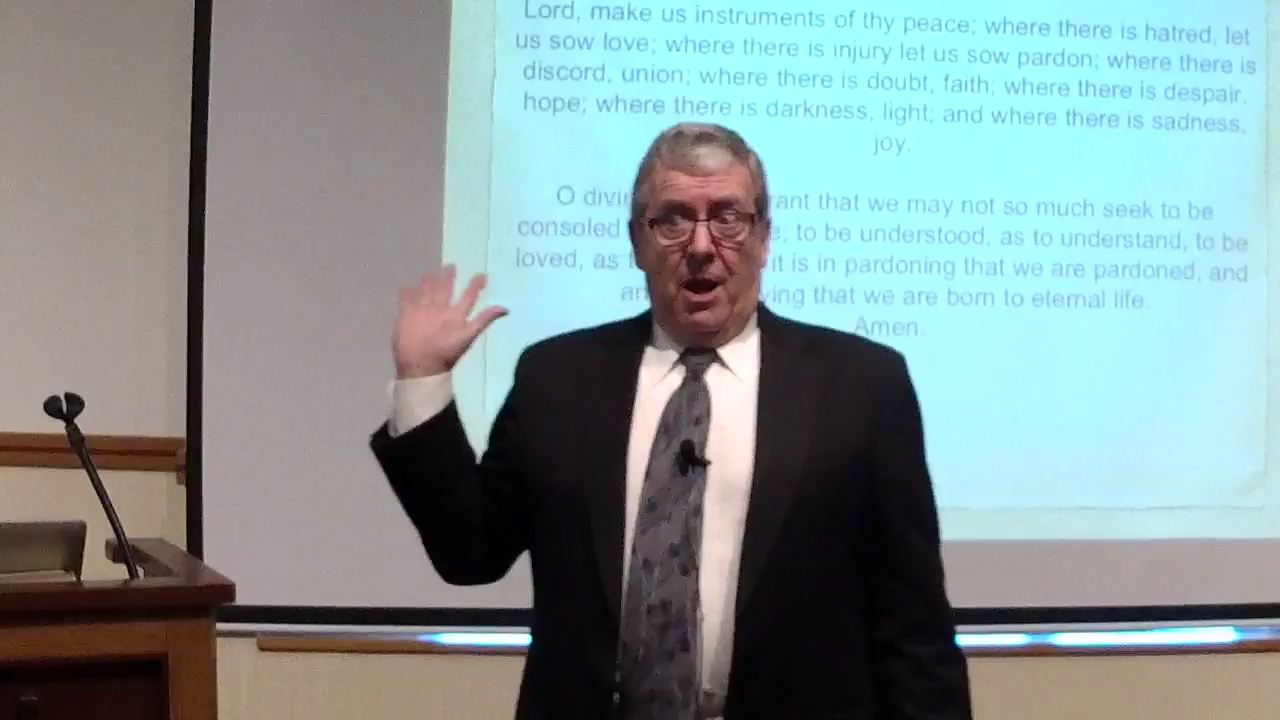 Lord, make us instruments of thy peace; where there is hatred, let
us sow love; where there is injury let us sow pardon; where there is
discord, union; where there is doubt, faith; where there is despair,
hope; where there is darkness, light; and where there is sadness,
joy.
O divi rant that we may not so much seek to be
consoled e, to be understood, as to understand, to be
loved, as t it is in pardoning that we are pardoned, and
an ying that we are born to eternal life.
Amen.